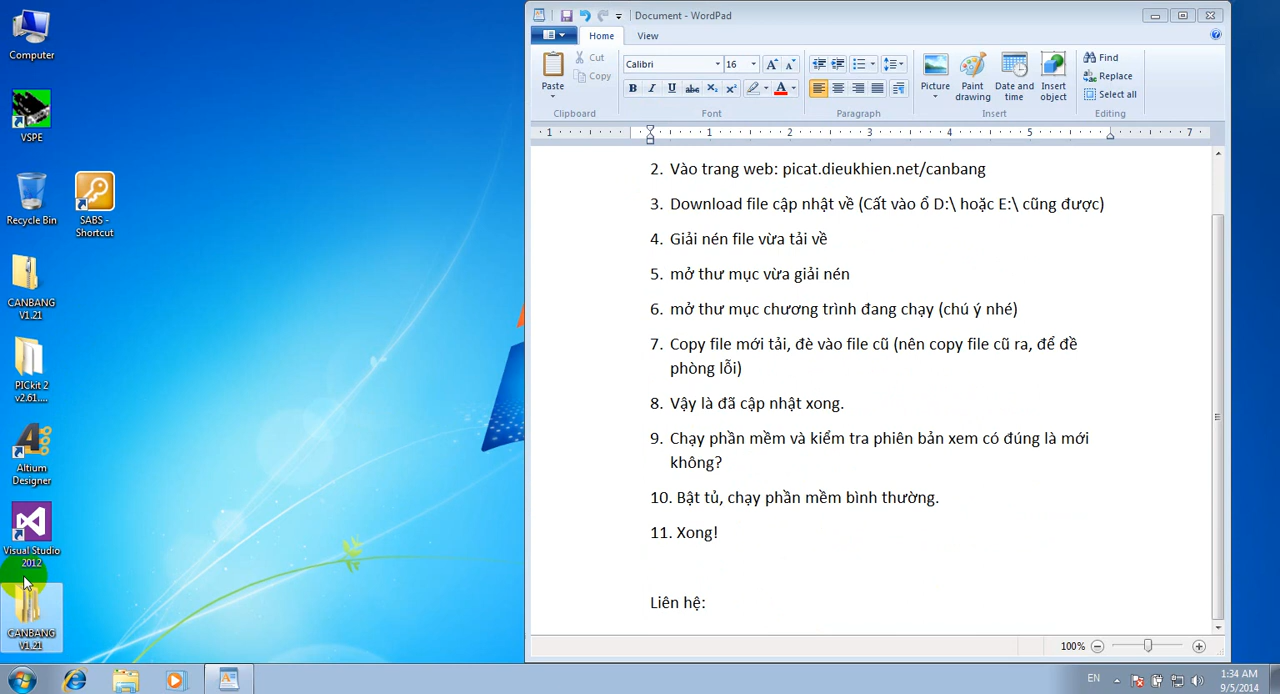 Computer
VSPE
Recycle Bin
SABS -
Shortcut
CANBANG
V1.21
PICkit 2
v2.61....
Altium
Designer
Visual Studio
2012
CANBANG
V1.21
Document - WordPad
Home
View
Paste
Cut
Copy
Clipboard
Calibri
16
Font
Paragraph
Picture
Paint
drawing
Date and
time
Insert
object
Insert
Find
Replace
Select all
Editing
1 1 2 3 4 5 7
2. Vào trang web: picat.dieukhien.net/canbang
3. Download file cập nhật về (Cất vào ổ D:\ hoặc E:\ cũng được)
4. Giải nén file vừa tải về
5. mở thư mục vừa giải nén
6. mở thư mục chương trình đang chạy (chú ý nhé)
7. Copy file mới tải, đè vào file cũ (nên copy file cũ ra, để đề
phòng lỗi)
8. Vậy là đã cập nhật xong.
9. Chạy phần mềm và kiểm tra phiên bản xem có đúng là mới
không?
10. Bật tủ, chạy phần mềm bình thường.
11. Xong!
Liên hệ:
100%
EN
1:34 AM
9/5/2014